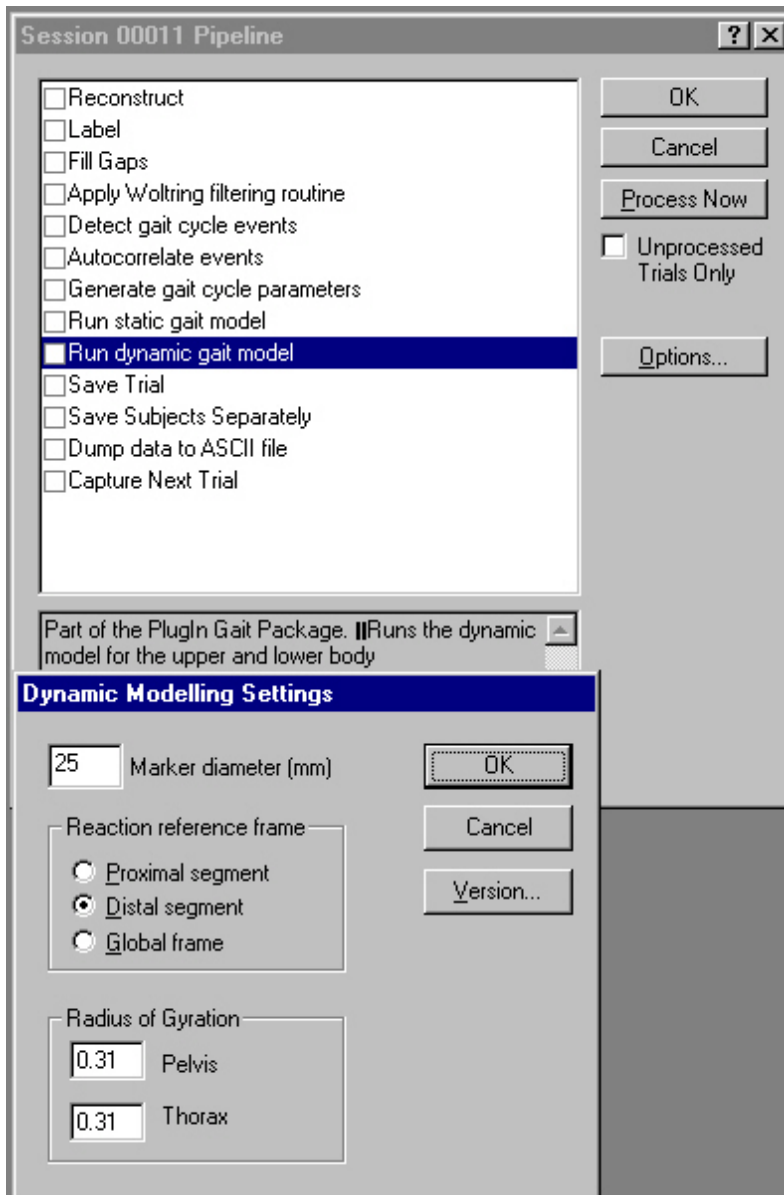 Session 00011 Pipeline
Reconstruct
Label
Fill Gaps
Apply Woltring filtering routine
Detect gait cycle events
Autocorrelate events
Generate gait cycle parameters
Run static gait model
Run dynamic gait model
Save Trial
Save Subjects Separately
Dump data to ASCII file
Capture Next Trial
OK
Cancel
Process Now
Unprocessed
Trials Only
Options...
Part of the PlugIn Gait Package. ||Runs the dynamic
model for the upper and lower body
Dynamic Modelling Settings
25 Marker diameter (mm)
Reaction reference frame
Proximal segment
Distal segment
Global frame
Radius of Gyration
0.31 Pelvis
0.31 Thorax
OK
Cancel
Version...